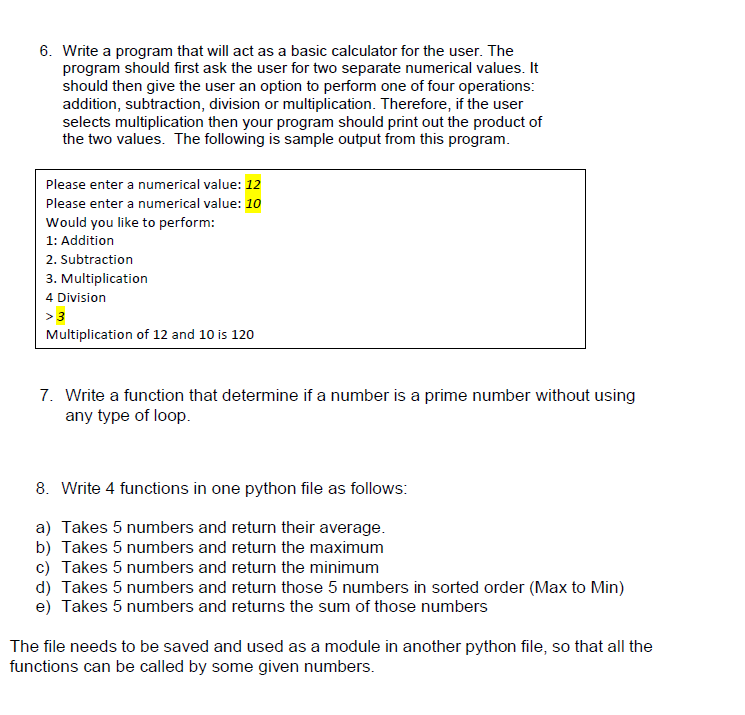 6. Write a program that will act as a basic calculator for the user. The
program should first ask the user for two separate numerical values. It
should then give the user an option to perform one of four operations:
addition, subtraction, division or multiplication. Therefore, if the user
selects multiplication then your program should print out the product of
the two values. The following is sample output from this program.
Please enter a numerical value: 12
Please enter a numerical value: 10
Would you like to perform:
1: Addition
2. Subtraction
3. Multiplication
4 Division
>3
Multiplication of 12 and 10 is 120
7. Write a function that determine if a number is a prime number without using
any type of loop.
8. Write 4 functions in one python file as follows:
a) Takes 5 numbers and return their average.
b) Takes 5 numbers and return the maximum
c) Takes 5 numbers and return the minimum
d) Takes 5 numbers and return those 5 numbers in sorted order (Max to Min)
e) Takes 5 numbers and returns the sum of those numbers
The file needs to be saved and used as a module in another python file, so that all the
functions can be called by some given numbers.